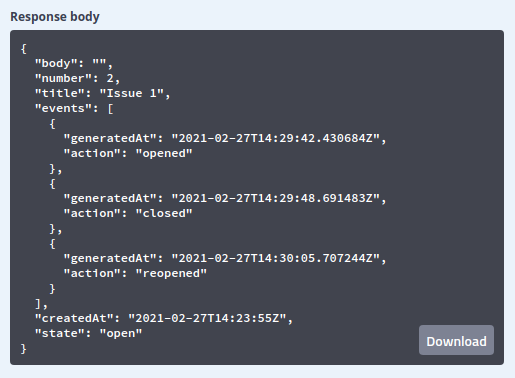 Response body
{
  "body": "",
  "number": 2,
  "title": "Issue 1",
  "events": [
    {
      "generatedAt": "2021-02-27T14:29:42.430684Z",
      "action": "opened"
    },
    {
      "generatedAt": "2021-02-27T14:29:48.691483Z",
      "action": "closed"
    },
    {
      "generatedAt": "2021-02-27T14:30:05.707244Z",
      "action": "reopened"
    }
  ],
  "createdAt": "2021-02-27T14:23:55Z",
  "state": "open"
}
Download